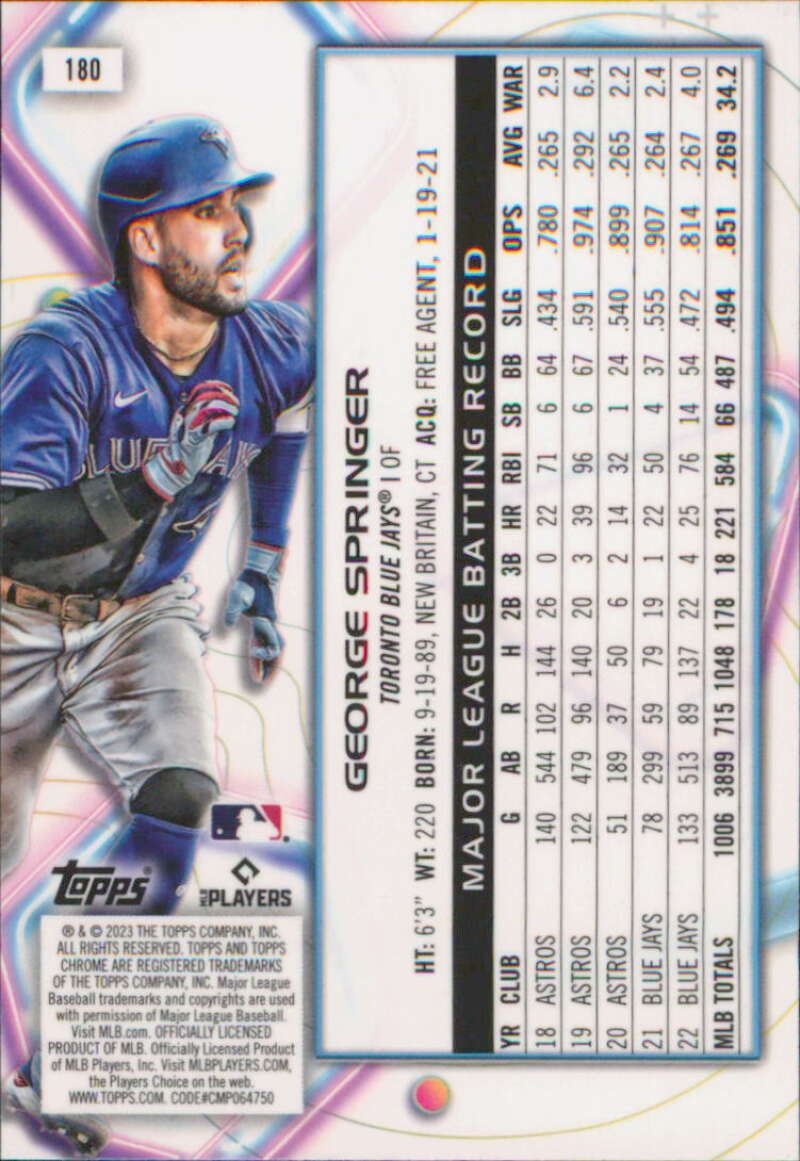 180
GEORGE SPRINGER
TORONTO BLUE JAYS® | OF
HT: 6'3" WT: 220 BORN: 9-19-89, NEW BRITAIN, CT ACQ: FREE AGENT, 1-19-21
MAJOR LEAGUE BATTING RECORD
YR CLUB G AB R H 2B 3B HR RBI SB BB SLG OPS AVG WAR
18 ASTROS 140 544 102 144 26 0 22 71 6 64 .434 .780 .265 2.9
19 ASTROS 122 479 96 140 20 3 39 96 6 67 .591 .974 .292 6.4
20 ASTROS 51 189 37 50 6 2 14 32 1 24 .540 .899 .265 2.2
21 BLUE JAYS 78 299 59 79 19 1 22 50 4 37 .555 .907 .264 2.4
22 BLUE JAYS 133 513 89 137 22 4 25 76 14 54 .472 .814 .267 4.0
MLB TOTALS 1006 3899 715 1048 178 18 221 584 66 487 .494 .851 .269 34.2
BLUE JAYS
TOPPS®
MLB PLAYERS
® & © 2023 THE TOPPS COMPANY, INC.
ALL RIGHTS RESERVED. TOPPS AND TOPPS
CHROME ARE REGISTERED TRADEMARKS
OF THE TOPPS COMPANY, INC. Major League
Baseball trademarks and copyrights are used
with permission of Major League Baseball.
Visit MLB.com. OFFICIALLY LICENSED
PRODUCT OF MLB. Officially Licensed Product
of MLB Players, Inc. Visit MLBPLAYERS.COM,
the Players Choice on the web.
WWW.TOPPS.COM. CODE#CMP064750